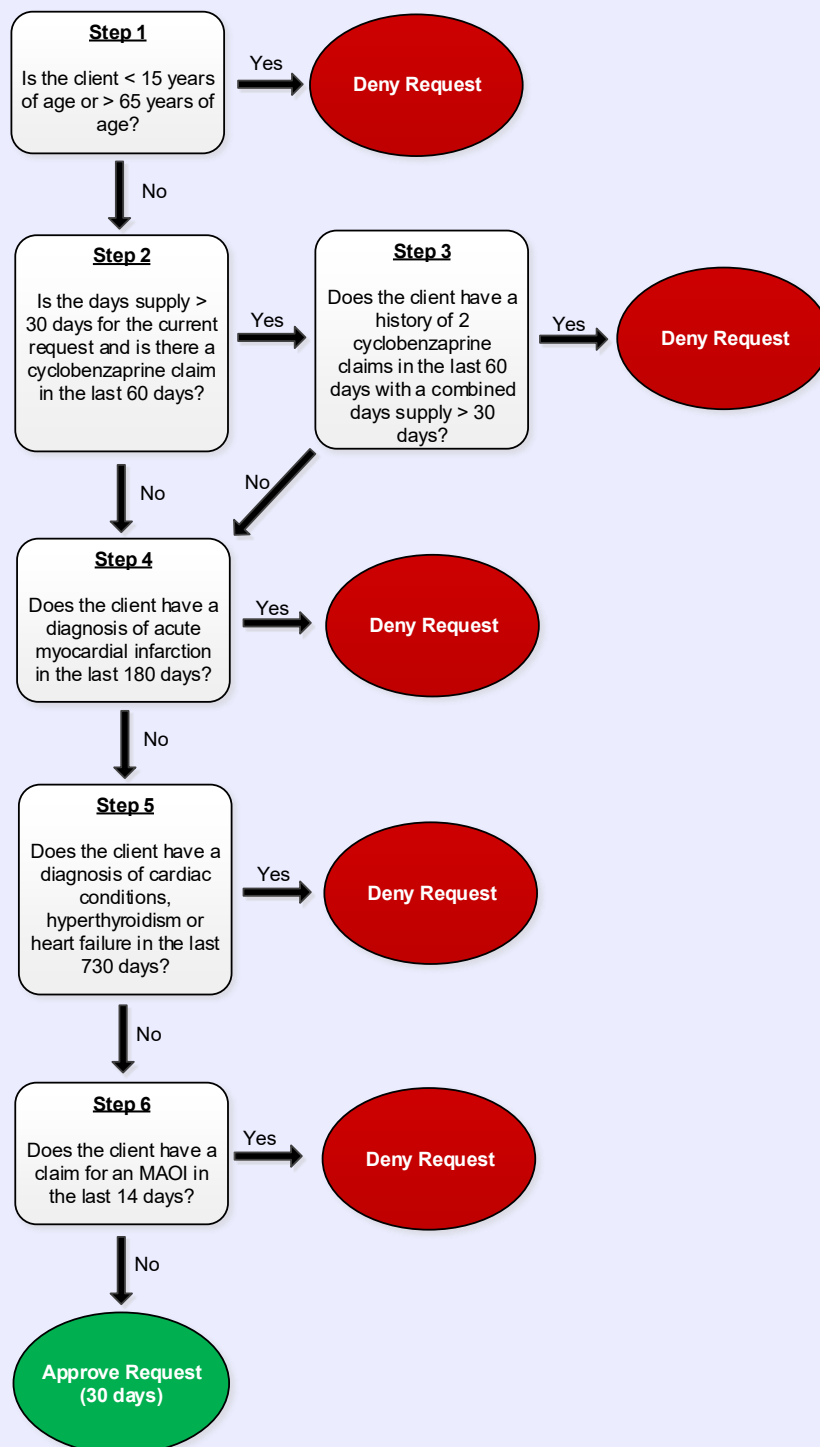 Step 1
Is the client < 15 years
of age or > 65 years of
age?
Yes
Deny Request
No
Step 2
Is the days supply >
30 days for the current
request and is there a
cyclobenzaprine claim
in the last 60 days?
Yes
Step 3
Does the client have a
history of 2
cyclobenzaprine
claims in the last 60
days with a combined
days supply > 30
days?
Yes
Deny Request
No
No
Step 4
Does the client have a
diagnosis of acute
myocardial infarction
in the last 180 days?
Yes
Deny Request
No
Step 5
Does the client have a
diagnosis of cardiac
conditions,
hyperthyroidism or
heart failure in the last
730 days?
Yes
Deny Request
No
Step 6
Does the client have a
claim for an MAOI in
the last 14 days?
Yes
Deny Request
No
Approve Request
(30 days)